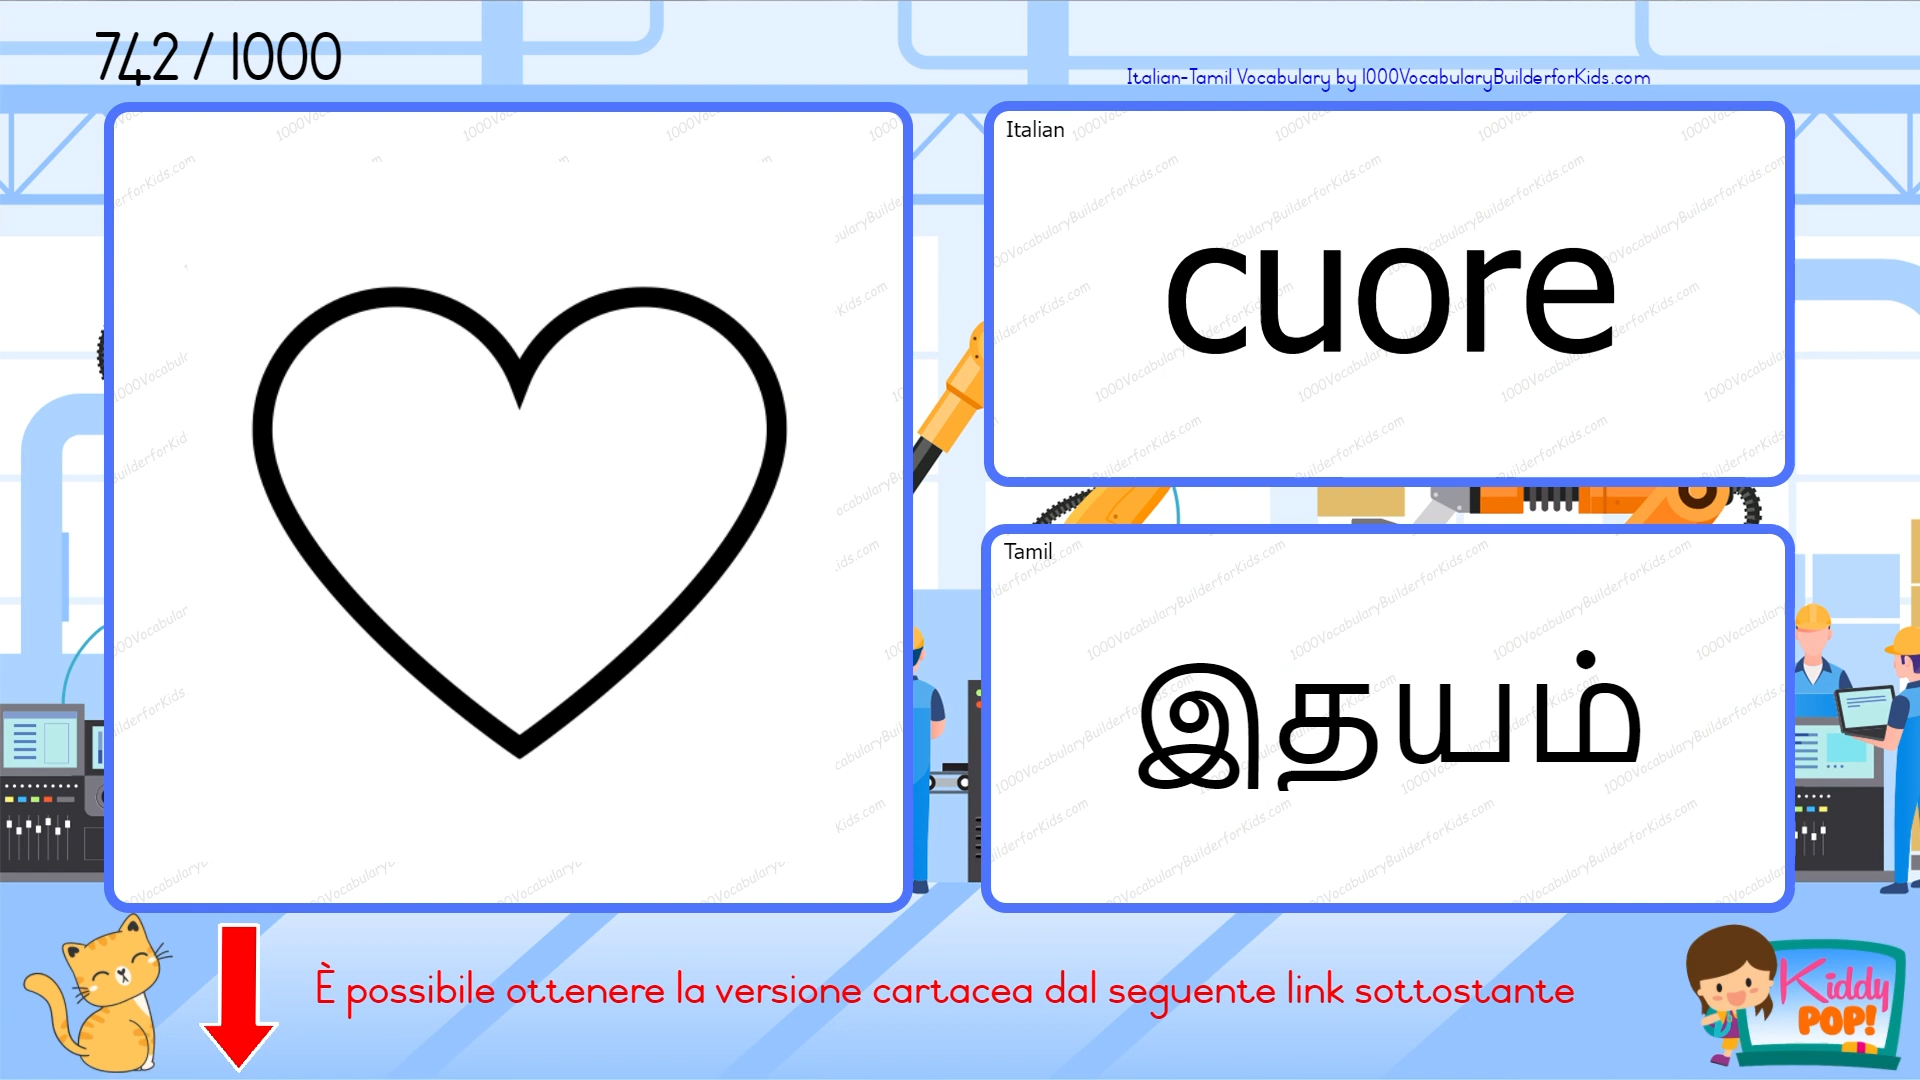 742 / 1000
Italian-Tamil Vocabulary by 1000VocabularyBuilderforKids.com
Italian
cuore
Tamil
இதயம்
È possibile ottenere la versione cartacea dal seguente link sottostante
Kiddy
POP!